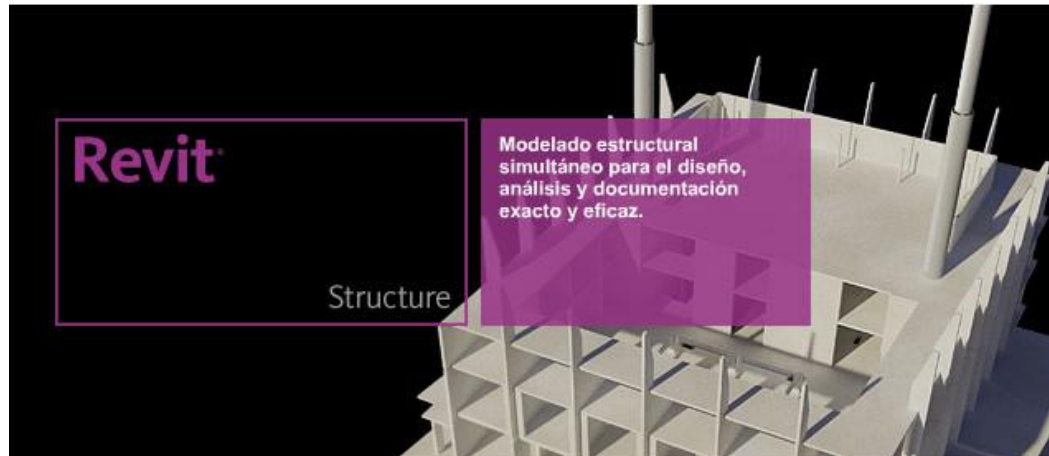 Revit
Structure
Modelado estructural
simultáneo para el diseño,
análisis y documentación
exacto y eficaz.